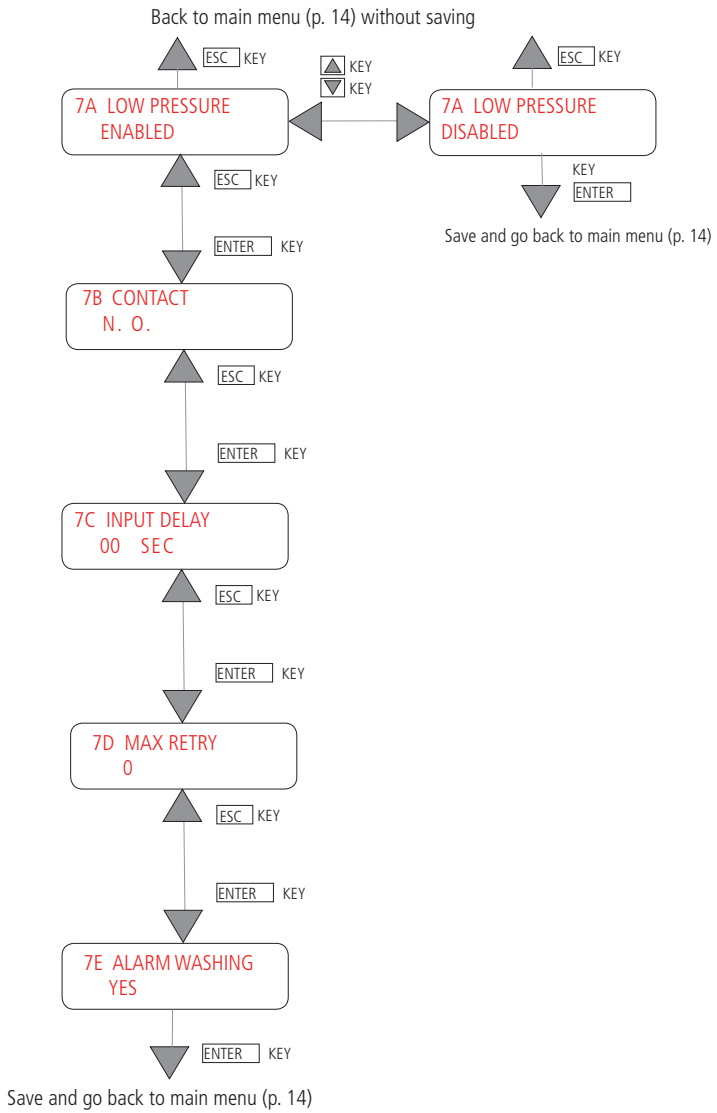 Back to main menu (p. 14) without saving
ESC KEY
KEY
KEY
ESC KEY
7A LOW PRESSURE
ENABLED
7A LOW PRESSURE
DISABLED
ESC KEY
KEY
ENTER
ENTER KEY
Save and go back to main menu (p. 14)
7B CONTACT
N. O.
ESC KEY
ENTER KEY
7C INPUT DELAY
00 SEC
ESC KEY
ENTER KEY
7D MAX RETRY
0
ESC KEY
ENTER KEY
7E ALARM WASHING
YES
ENTER KEY
Save and go back to main menu (p. 14)